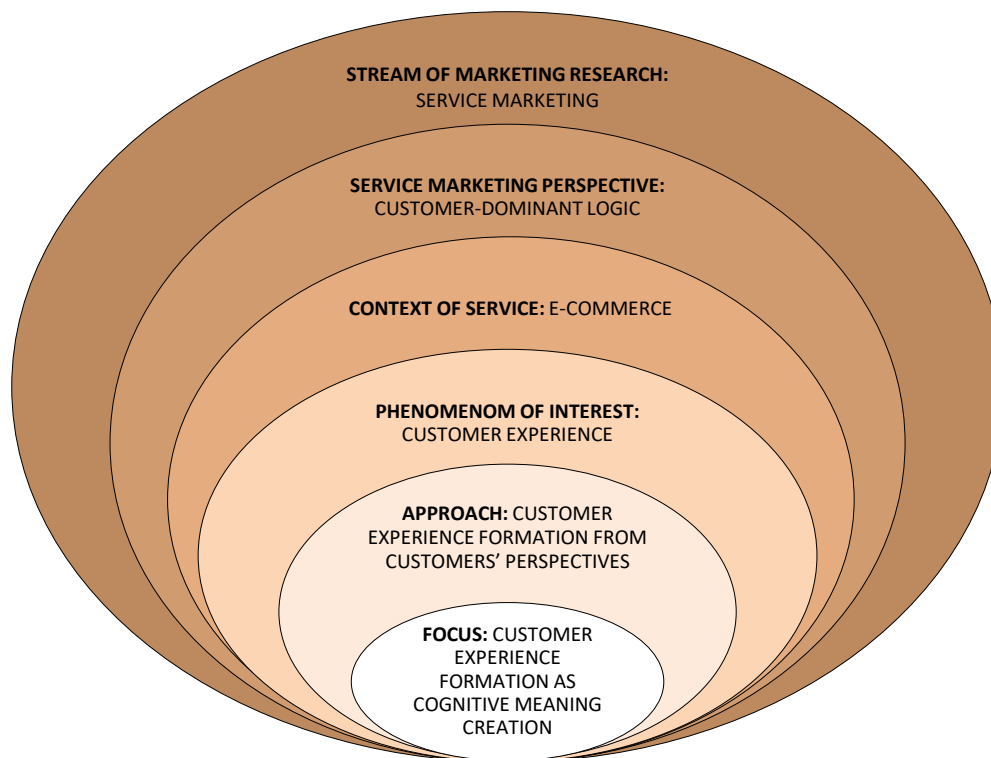 STREAM OF MARKETING RESEARCH:
SERVICE MARKETING
SERVICE MARKETING PERSPECTIVE:
CUSTOMER-DOMINANT LOGIC
CONTEXT OF SERVICE: E-COMMERCE
PHENOMENOM OF INTEREST:
CUSTOMER EXPERIENCE
APPROACH: CUSTOMER
EXPERIENCE FORMATION FROM
CUSTOMERS’ PERSPECTIVES
FOCUS: CUSTOMER
EXPERIENCE
FORMATION AS
COGNITIVE MEANING
CREATION